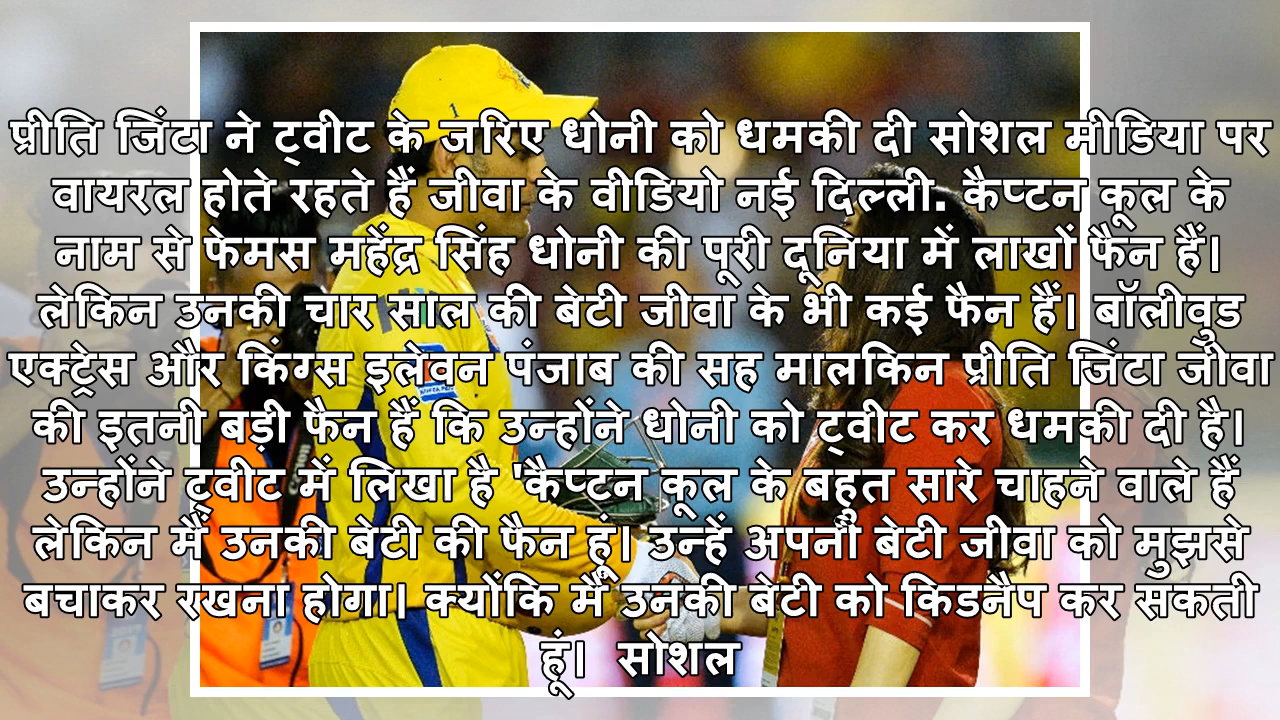 प्रीति जिंटा ने ट्वीट के जरिए धोनी को धमकी दी सोशल मीडिया पर
वायरल होते रहते हैं जीवा के वीडियो नई दिल्ली. कैप्टन कूल के
नाम से फेमस महेंद्र सिंह धोनी की पूरी दूनिया में लाखों फैन हैं।
लेकिन उनकी चार साल की बेटी जीवा के भी कई फैन हैं। बॉलीवुड
एक्ट्रेस और किंग्स इलेवन पंजाब की सह मालकिन प्रीति जिंटा जीवा
की इतनी बड़ी फैन हैं कि उन्होंने धोनी को ट्वीट कर धमकी दी है।
उन्होंने ट्वीट में लिखा है 'कैप्टन कूल के बहुत सारे चाहने वाले हैं
लेकिन मैं उनकी बेटी की फैन हूं। उन्हें अपनी बेटी जीवा को मुझसे
बचाकर रखना होगा। क्योंकि मैं उनकी बेटी को किडनैप कर सकती
हूं। सोशल